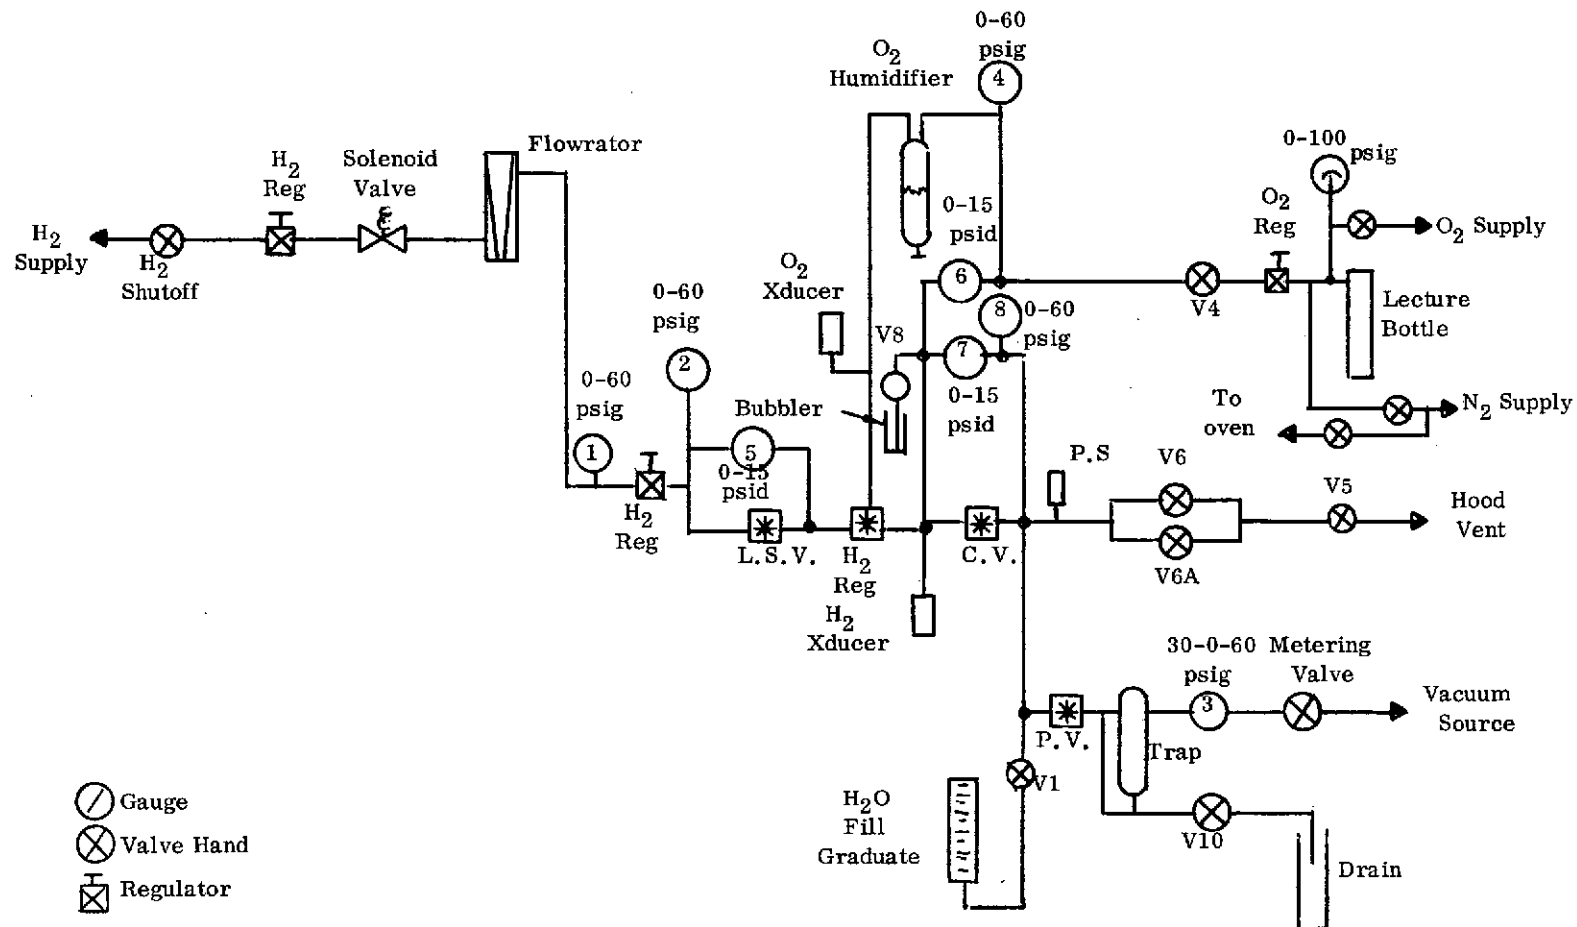 0-60
psig
4
O2
Humidifier
Flowrator
H2
Reg
Solenoid
Valve
0-100
psig
O2
Reg
O2 Supply
H2
Supply
H2
Shutoff
0-15
psid
6
O2
Xducer
V4
Lecture
Bottle
0-60
psig
2
V8
8
0-60
psig
7
0-15
psid
0-60
psig
1
Bubbler
To
oven
N2 Supply
5
0-15
psid
P.S
V6
V5
Hood
Vent
H2
Reg
L.S.V.
H2
Reg
C.V.
V6A
H2
Xducer
30-0-60
psig
3
Metering
Valve
Vacuum
Source
P.V.
Trap
V1
H2O
Fill
Graduate
V10
Drain
Gauge
Valve Hand
Regulator